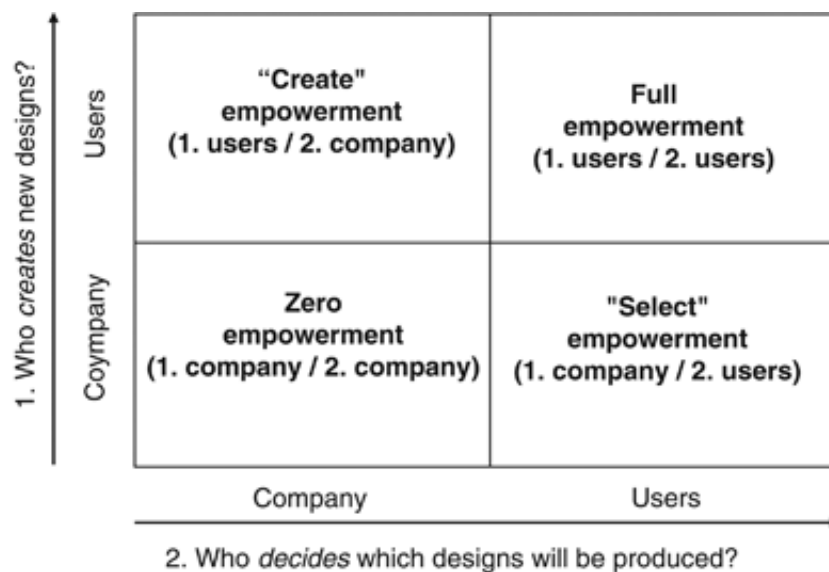 1. Who creates new designs?
Users
Coympany
“Create"
empowerment
(1. users / 2. company)
Full
empowerment
(1. users / 2. users)
Zero
empowerment
(1. company / 2. company)
"Select"
empowerment
(1. company / 2. users)
Company
Users
2. Who decides which designs will be produced?